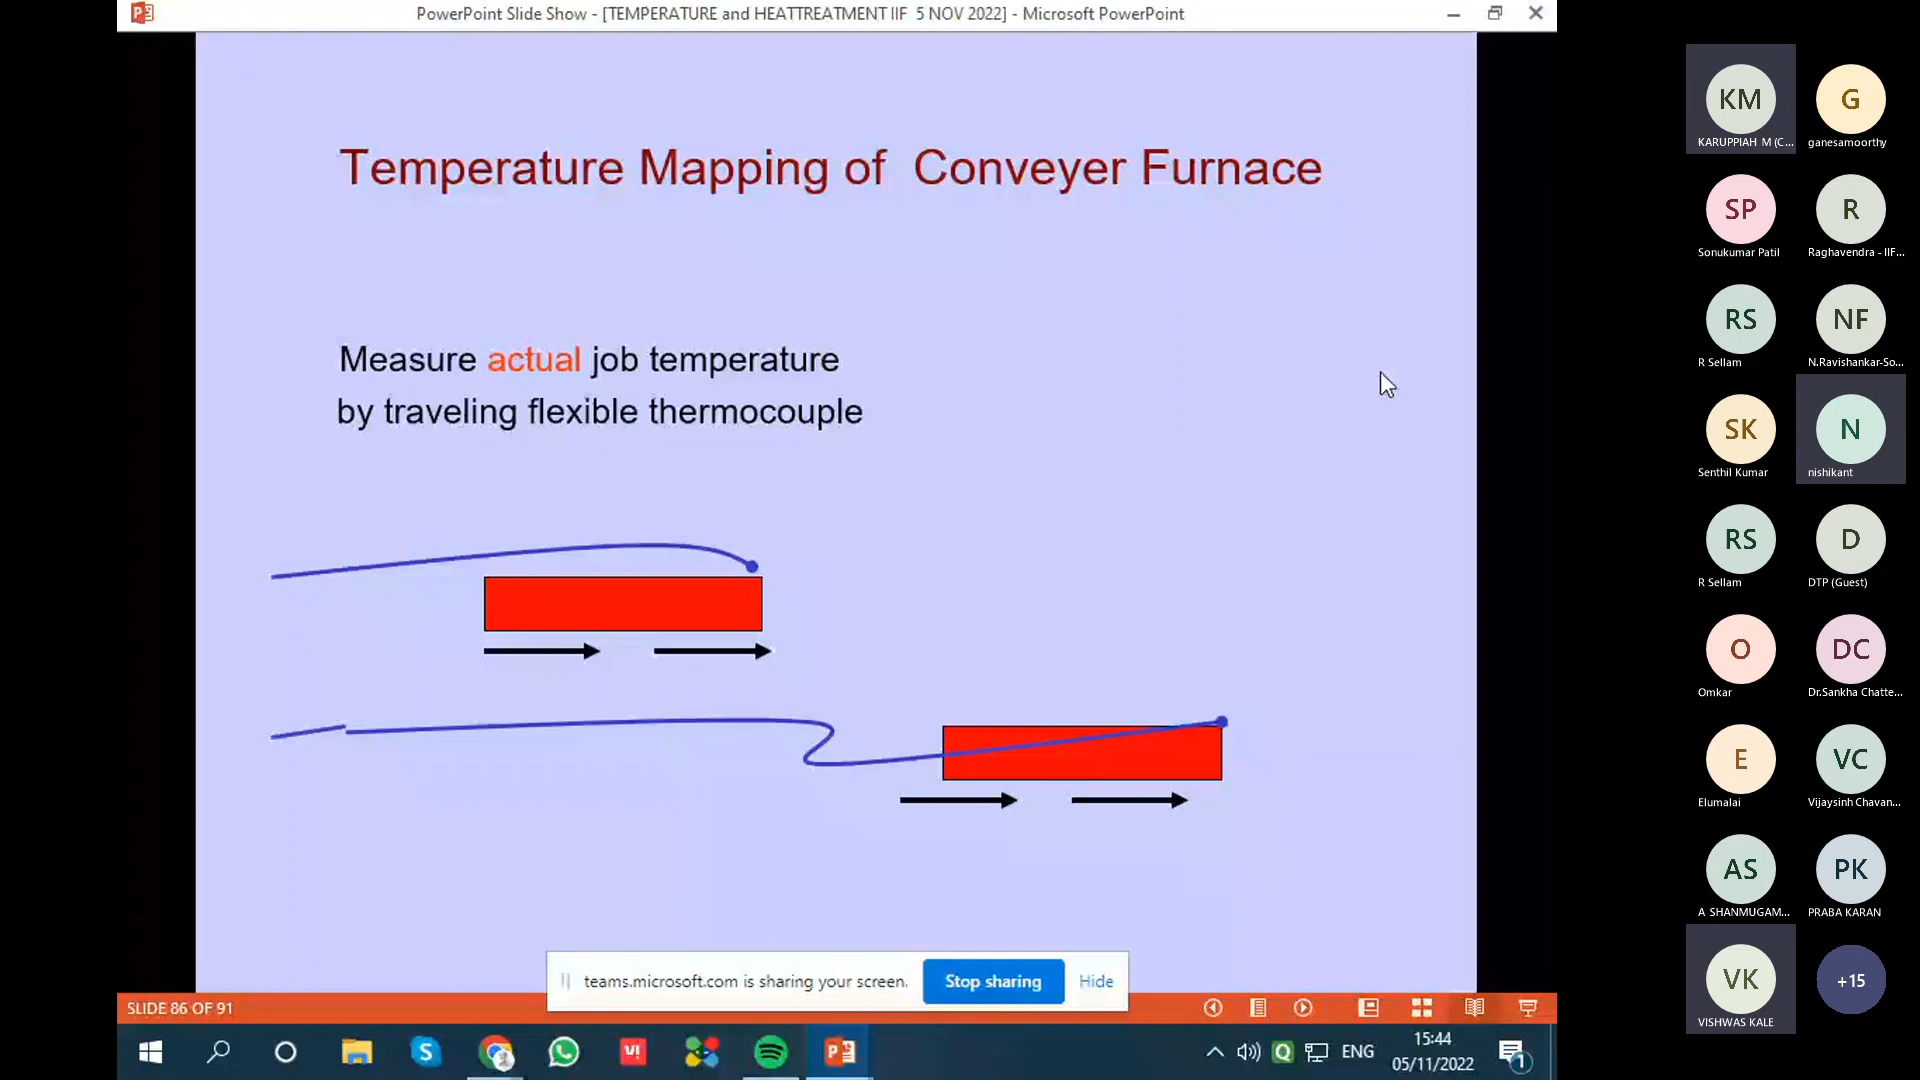 PowerPoint Slide Show - [TEMPERATURE and HEATTREATMENT IIF 5 NOV 2022] - Microsoft PowerPoint
Temperature Mapping of Conveyer Furnace
Measure actual job temperature
by traveling flexible thermocouple
teams.microsoft.com is sharing your screen.
Stop sharing
Hide
SLIDE 86 OF 91
ENG
15:44
05/11/2022
1
KM
KARUPPIAH M (C...
G
ganesamoorthy
SP
Sonukumar Patil
R
Raghavendra - IIF...
RS
R Sellam
NF
N.Ravishankar-So...
SK
Senthil Kumar
N
nishikant
RS
R Sellam
D
DTP (Guest)
O
Omkar
DC
Dr.Sankha Chatte...
E
Elumalai
VC
Vijaysinh Chavan...
AS
A SHANMUGAM...
PK
PRABA KARAN
VK
VISHWAS KALE
+15